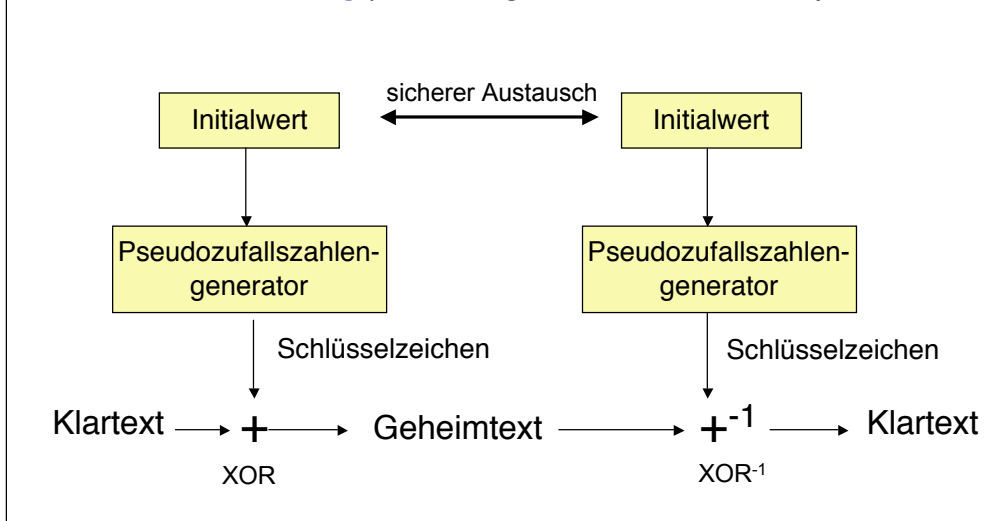 sicherer Austausch
Initialwert
Initialwert
Pseudozufallszahlen-
generator
Pseudozufallszahlen-
generator
Schlüsselzeichen
Schlüsselzeichen
Klartext + Geheimtext +-1 Klartext
XOR
XOR-1